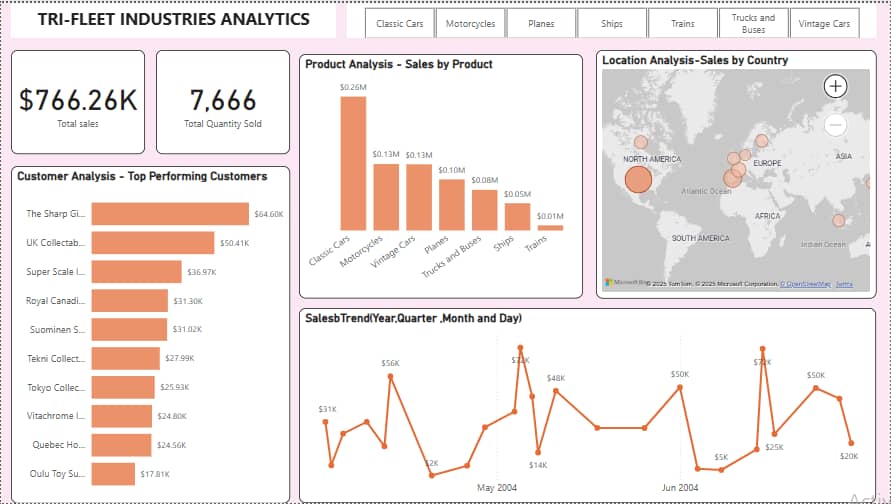 TRI-FLEET INDUSTRIES ANALYTICS
Classic Cars
Motorcycles
Planes
Ships
Trains
Trucks and
Buses
Vintage Cars
$766.26K
Total sales
7,666
Total Quantity Sold
Customer Analysis - Top Performing Customers
The Sharp Gi...
$64.60K
UK Collectab...
$50.41K
Super Scale I...
$36.97K
Royal Canadi...
$31.30K
Suominen S...
$31.02K
Tekni Collect...
$27.99K
Tokyo Collec...
$25.93K
Vitachrome I...
$24.80K
Quebec Ho...
$24.56K
Oulu Toy Su...
$17.81K
Product Analysis - Sales by Product
$0.26M
$0.13M
$0.13M
$0.10M
$0.08M
$0.05M
$0.01M
Classic Cars
Motorcycles
Vintage Cars
Planes
Trucks and Buses
Ships
Trains
Location Analysis-Sales by Country
NORTH AMERICA
EUROPE
ASIA
Atlantic Ocean
AFRICA
SOUTH AMERICA
Indian Ocean
A
Microsoft Bing
© 2025 TomTom, © 2025 Microsoft Corporation, © OpenStreetMap Terms
SalesbTrend(Year,Quarter ,Month and Day)
$31K
$56K
$2K
$14K
$48K
$50K
$5K
$25K
$50K
$20K
May 2004
Jun 2004